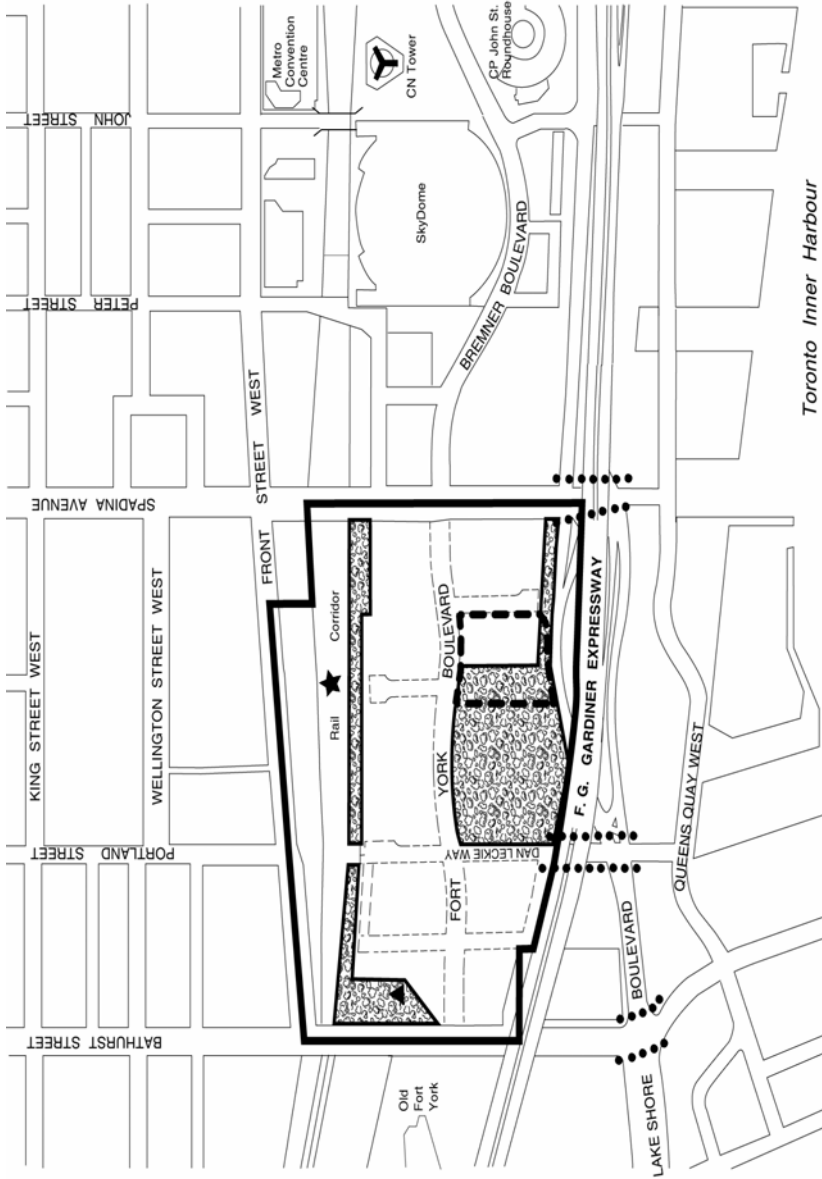 JOHN STREET
Metro
Convention
Centre
CN Tower
CP John St.
Roundhouse
PETER STREET
SkyDome
BREMNER BOULEVARD
Toronto Inner Harbour
SPADINA AVENUE
KING STREET WEST
WELLINGTON STREET WEST
FRONT STREET WEST
Rail Corridor
FORT YORK BOULEVARD
F. G. GARDINER EXPRESSWAY
QUEENS QUAY WEST
PORTLAND
STREET
DAN LECKIE WAY
BATHURST STREET
Old
Fort
York
LAKE SHORE BOULEVARD